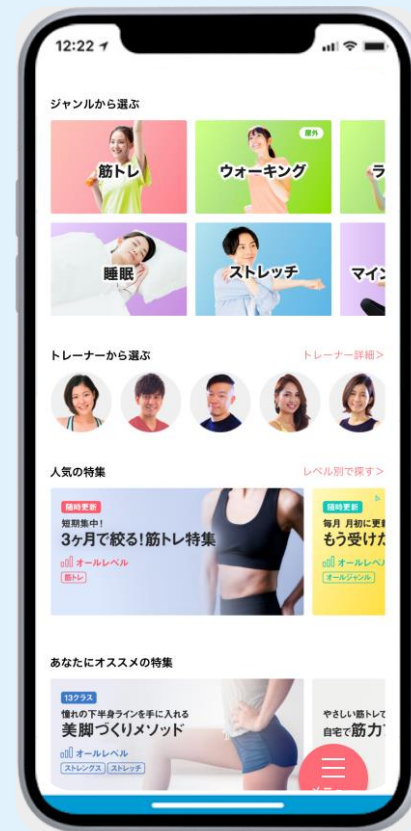 12:22
ジャンルから選ぶ
筋トレ
ウォーキング
屋外
ラ
睡眠
ストレッチ
マイン
トレーナーから選ぶ
トレーナー詳細>
人気の特集
レベル別で探す>
随時更新
短期集中!
3ヶ月で絞る!筋トレ特集
オールレベル
筋トレ
随時更新
毎月 月初に更新
もう受けた
オールレベル
オールジャンル
あなたにオススメの特集
13クラス
憧れの下半身ラインを手に入れる
美脚づくりメソッド
オールレベル
ストレングス ストレッチ
やさしい筋トレで
自宅で筋力